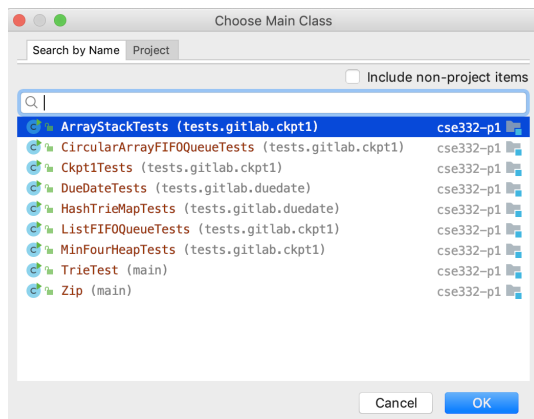 Choose Main Class
Search by Name Project
Include non-project items
ArrayStackTests (tests.gitlab.ckpt1) cse332-p1
CircularArrayFIFOQueueTests (tests.gitlab.ckpt1) cse332-p1
Ckpt1Tests (tests.gitlab.ckpt1) cse332-p1
DueDateTests (tests.gitlab.duedate) cse332-p1
HashTrieMapTests (tests.gitlab.duedate) cse332-p1
ListFIFOQueueTests (tests.gitlab.ckpt1) cse332-p1
MinFourHeapTests (tests.gitlab.ckpt1) cse332-p1
TrieTest (main) cse332-p1
Zip (main) cse332-p1
Cancel OK